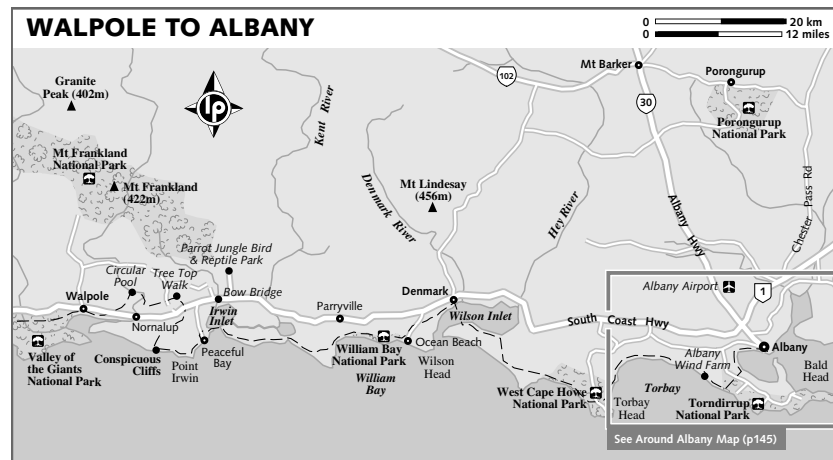 WALPOLE TO ALBANY
0 20 km
0 12 miles
Granite
Peak (402m)
lp
Kent River
102
Mt Barker
Porongurup
30
Porongurup
National Park
Mt Frankland
National Park
Mt Frankland
(422m)
Denmark
River
Mt Lindesay
(456m)
Hey River
Albany Hwy
Chester Pass Rd
Parrot Jungle Bird
& Reptile Park
Circular
Pool
Tree Top
Walk
Bow Bridge
Walpole
Nornalup
Irwin
Inlet
Parryville
Denmark
Wilson Inlet
Albany Airport
1
South Coast Hwy
Valley of
the Giants
National Park
Conspicuous
Cliffs
Point
Irwin
Peaceful
Bay
William Bay
National Park
William
Bay
Ocean Beach
Wilson
Head
Albany
Wind Farm
Albany
Bald
Head
West Cape Howe
National Park
Torbay
Torbay
Head
Torndirrup
National Park
See Around Albany Map (p145)